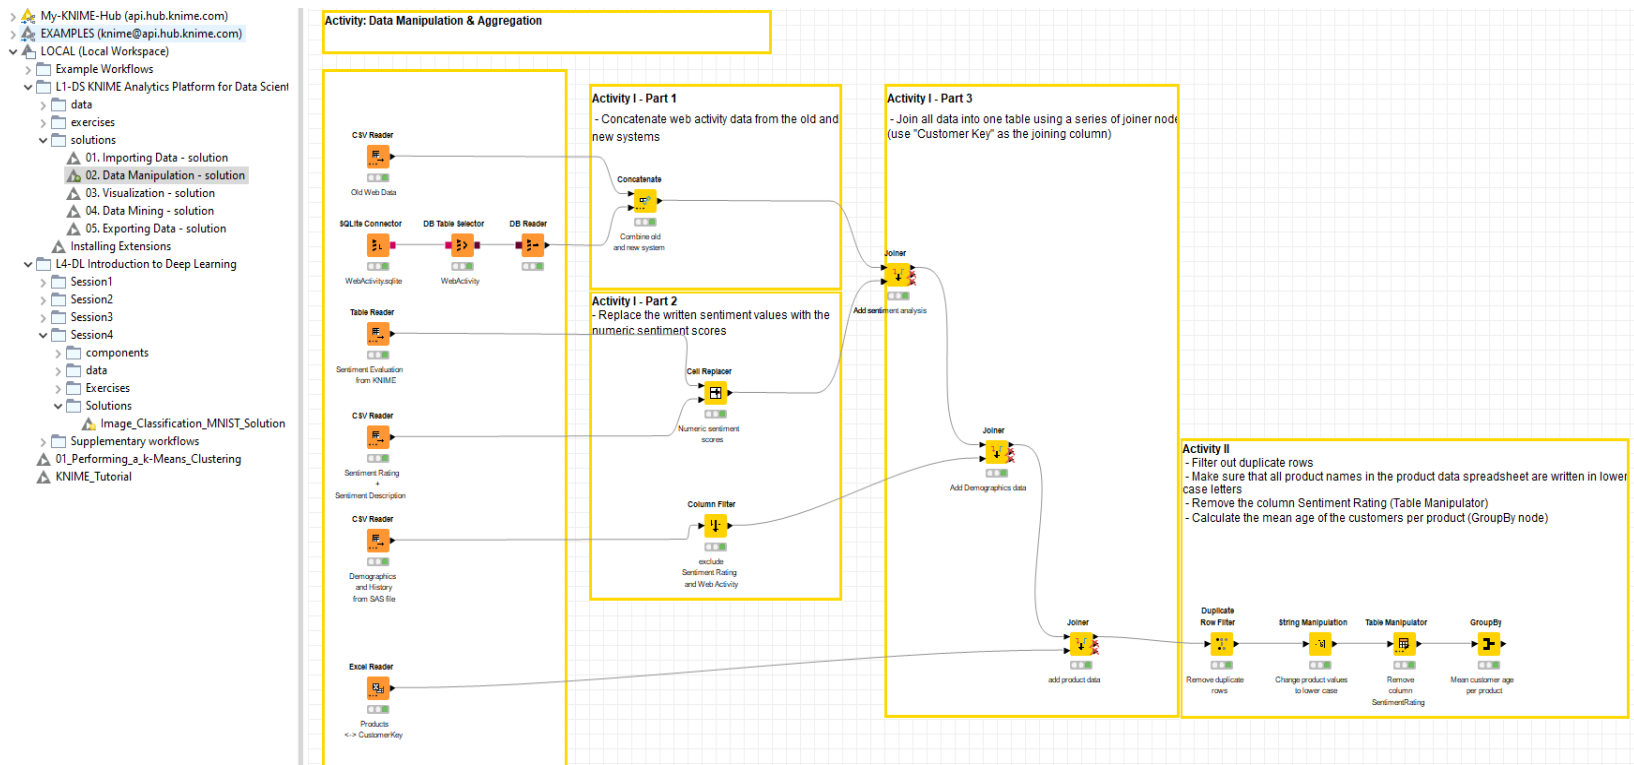 My-KNIME-Hub (api.hub.knime.com)
EXAMPLES (knime@api.hub.knime.com)
LOCAL (Local Workspace)
Example Workflows
L1-DS KNIME Analytics Platform for Data Scient
data
exercises
solutions
01. Importing Data - solution
02. Data Manipulation - solution
03. Visualization - solution
04. Data Mining - solution
05. Exporting Data - solution
Installing Extensions
L4-DL Introduction to Deep Learning
Session1
Session2
Session3
Session4
components
data
Exercises
Solutions
Image_Classification_MNIST_Solution
Supplementary workflows
01_Performing_a_k-Means_Clustering
KNIME_Tutorial
Activity: Data Manipulation & Aggregation
CSV Reader
Old Web Data
SQLite Connector
WebActivity.sqlite
DB Table Selector
WebActivity
DB Reader
Table Reader
Sentiment Evaluation
from KNIME
CSV Reader
Sentiment Rating
+
Sentiment Description
CSV Reader
Demographics
and History
from SAS file
Excel Reader
Products
<-> CustomerKey
Activity I - Part 1
- Concatenate web activity data from the old and
new systems
Concatenate
Combine old
and new system
Activity I - Part 2
- Replace the written sentiment values with the
numeric sentiment scores
Cell Replacer
Numeric sentiment
scores
Column Filter
exclude
Sentiment Rating
and Web Activity
Activity I - Part 3
- Join all data into one table using a series of joiner node
(use "Customer Key" as the joining column)
Joiner
Add sentiment analysis
Joiner
Add Demographics data
Joiner
add product data
Activity II
- Filter out duplicate rows
- Make sure that all product names in the product data spreadsheet are written in lower
case letters
- Remove the column Sentiment Rating (Table Manipulator)
- Calculate the mean age of the customers per product (GroupBy node)
Duplicate
Row Filter
Remove duplicate
rows
String Manipulation
Change product values
to lower case
Table Manipulator
Remove
column
SentimentRating
GroupBy
Mean customer age
per product